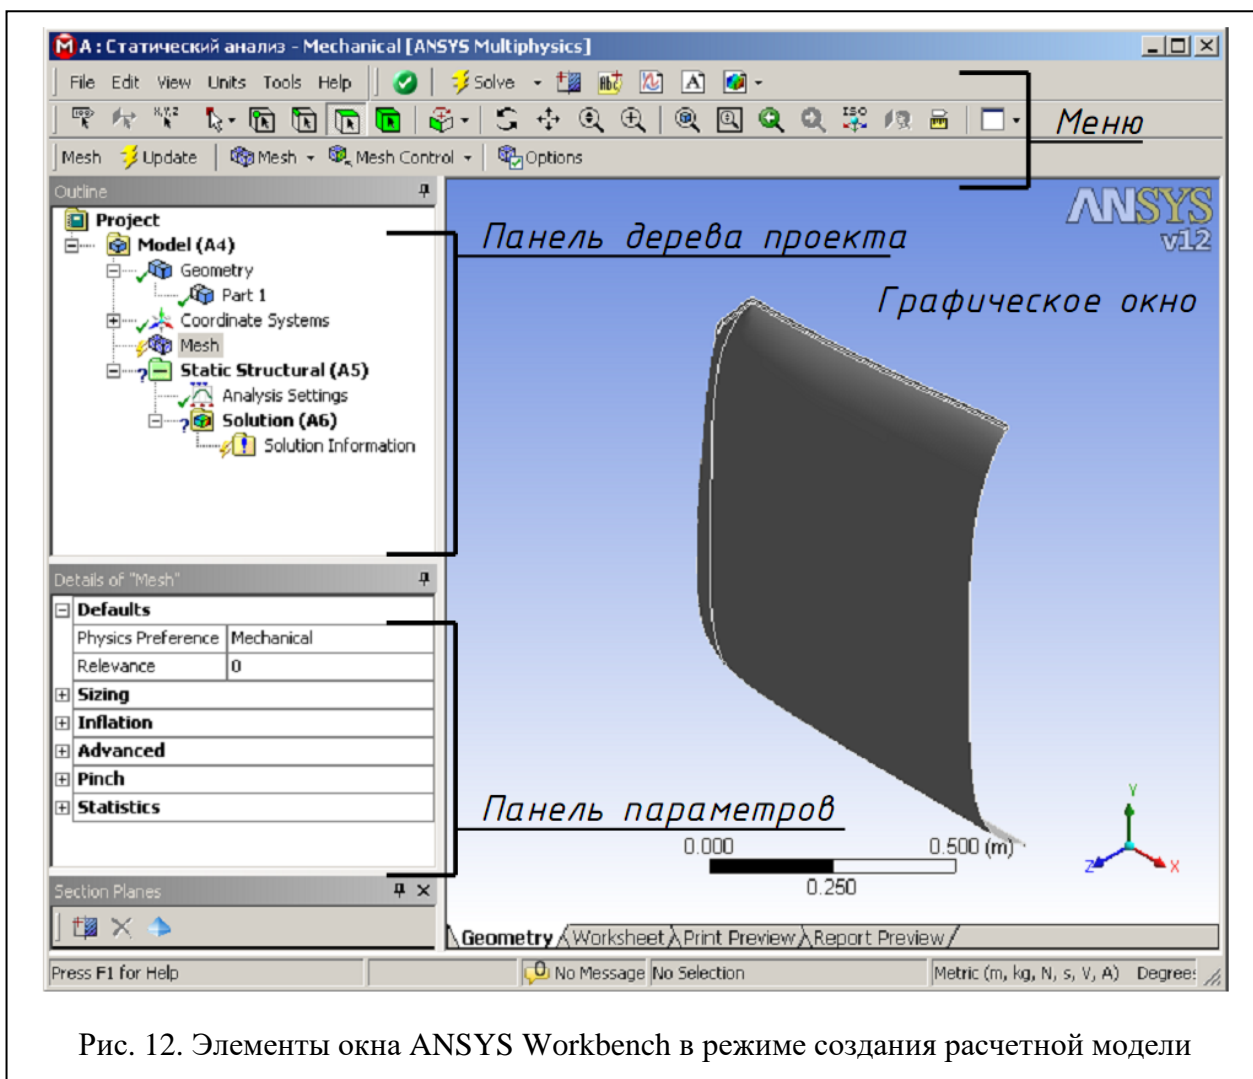 A : Статический анализ - Mechanical [ANSYS Multiphysics]
File Edit View Units Tools Help Solve
ISO
Меню
Mesh Update Mesh Mesh Control Options
Outline
Project
Model (A4)
Geometry
Part 1
Coordinate Systems
Mesh
Static Structural (A5)
Analysis Settings
Solution (A6)
Solution Information
ANSYS
v12
Панель дерева проекта
Графическое окно
Details of "Mesh"
Defaults
Physics Preference Mechanical
Relevance 0
Sizing
Inflation
Advanced
Pinch
Statistics
Панель параметров
0.000 0.500 (m)
0.250
Y
Z X
Section Planes
Geometry Worksheet Print Preview Report Preview
Press F1 for Help 0 No Message No Selection Metric (m, kg, N, s, V, A) Degrees
Рис. 12. Элементы окна ANSYS Workbench в режиме создания расчетной модели